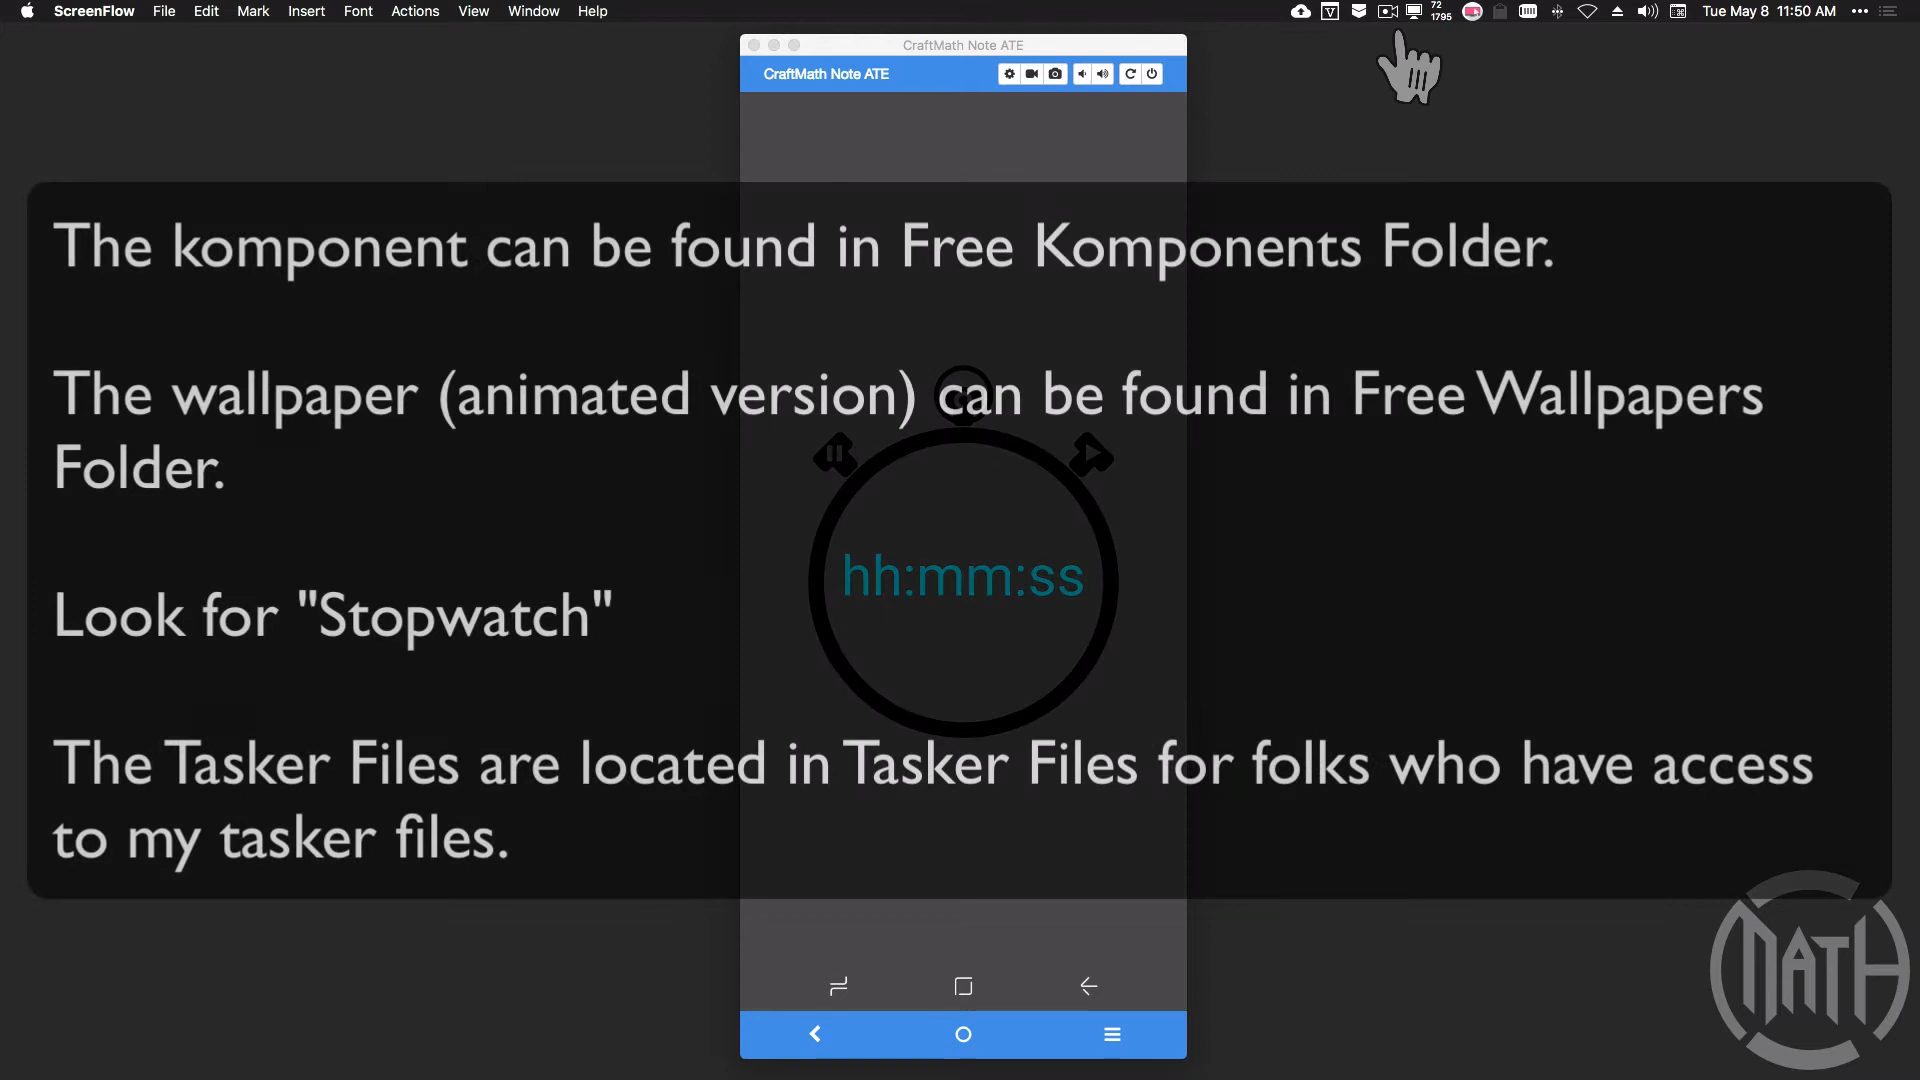 ScreenFlow File Edit Mark Insert Font Actions View Window Help
72
1795
Tue May 8 11:50 AM
CraftMath Note ATE
CraftMath Note ATE
The komponent can be found in Free Komponents Folder.
The wallpaper (animated version) can be found in Free Wallpapers
Folder.
hh:mm:ss
Look for "Stopwatch"
The Tasker Files are located in Tasker Files for folks who have access
to my tasker files.
MATH